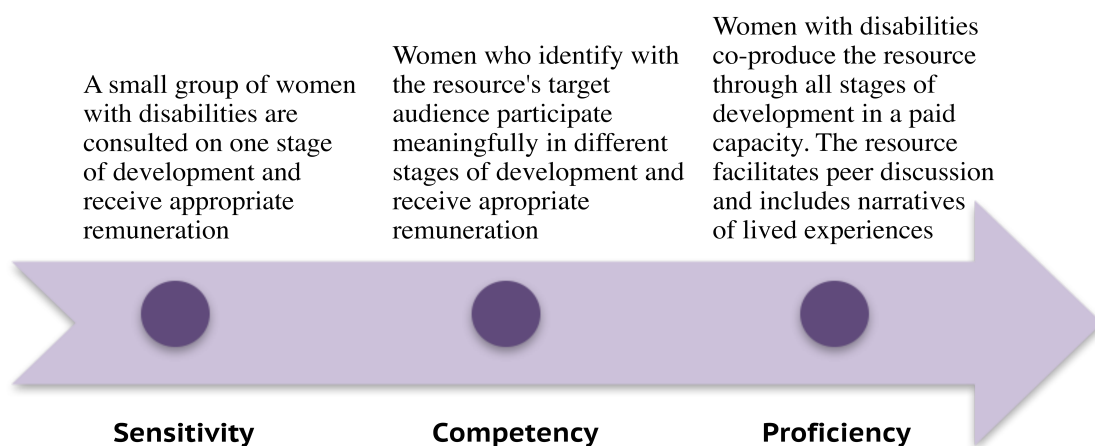 A small group of women
with disabilities are
consulted on one stage
of development and
receive apropriate
remuneration
Women who identify with
the resource's target
audience participate
meaningfully in different
stages of development and
receive apropriate
remuneration
Women with disabilities
co-produce the resource
through all stages of
development in a paid
capacity. The resource
facilitates peer discussion
and includes narratives
of lived experiences
Sensitivity
Competency
Proficiency